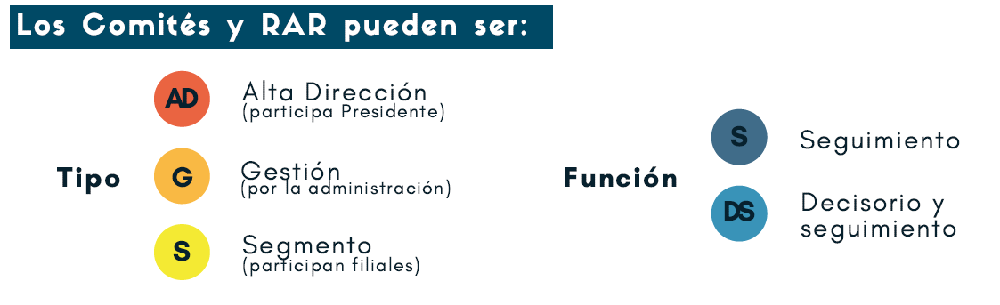 Los Comités y RAR pueden ser:
Tipo
AD
Alta Dirección
(participa Presidente)
G
Gestión
(por la administración)
S
Segmento
(participan filiales)
Función
S
Seguimiento
DS
Decisorio y
seguimiento